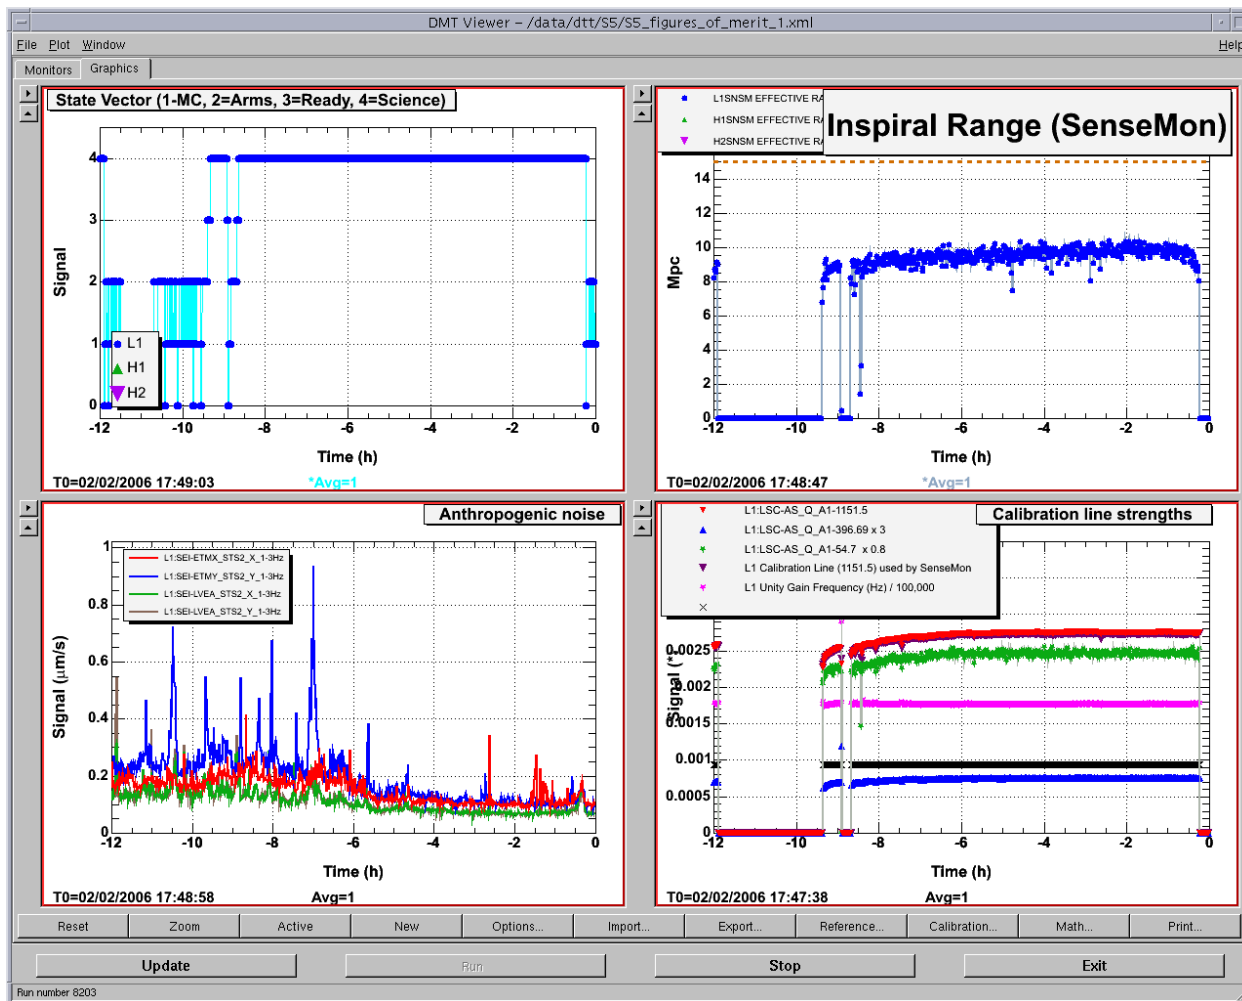 DMT Viewer – /data/dtt/S5/S5_figures_of_merit_1.xml
File Plot Window Help
Monitors Graphics
State Vector (1-MC, 2=Arms, 3=Ready, 4=Science)
4
3
2
1
0
Signal
L1
H1
H2
-12 -10 -8 -6 -4 -2 0
Time (h)
T0=02/02/2006 17:49:03 *Avg=1
L1SNSM EFFECTIVE RA
H1SNSM EFFECTIVE RA
H2SNSM EFFECTIVE RA
Inspiral Range (SenseMon)
14
12
10
8
6
4
2
0
Mpc
-12 -10 -8 -6 -4 -2 0
Time (h)
T0=02/02/2006 17:48:47 *Avg=1
Anthropogenic noise
L1:SEI-ETMX_STS2_X_1-3Hz
L1:SEI-ETMY_STS2_Y_1-3Hz
L1:SEI-LVEA_STS2_X_1-3Hz
L1:SEI-LVEA_STS2_Y_1-3Hz
1
0.8
0.6
0.4
0.2
0
Signal (μm/s)
-12 -10 -8 -6 -4 -2 0
Time (h)
T0=02/02/2006 17:48:58 Avg=1
L1:LSC-AS_Q_A1-1151.5
L1:LSC-AS_Q_A1-396.69 x 3
L1:LSC-AS_Q_A1-54.7 x 0.8
L1 Calibration Line (1151.5) used by SenseMon
L1 Unity Gain Frequency (Hz) / 100,000
Calibration line strengths
0.0025
0.002
0.0015
0.001
0.0005
0
Signal (*
-12 -10 -8 -6 -4 -2 0
Time (h)
T0=02/02/2006 17:47:38 Avg=1
Reset Zoom Active New Options... Import... Export... Reference... Calibration... Math... Print...
Update Run Stop Exit
Run number 8203